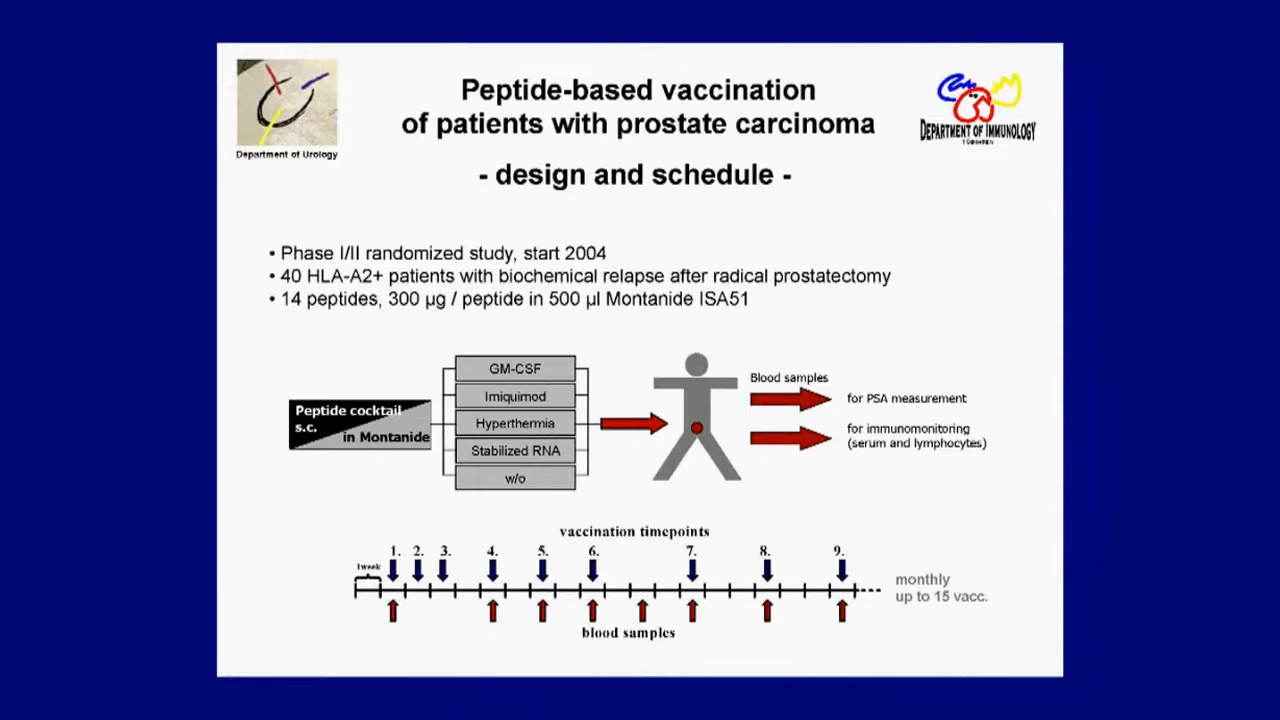 Peptide-based vaccination
of patients with prostate carcinoma
- design and schedule -
Department of Urology
DEPARTMENT OF IMMUNOLOGY
TÜBINGEN
• Phase I/II randomized study, start 2004
• 40 HLA-A2+ patients with biochemical relapse after radical prostatectomy
• 14 peptides, 300 µg / peptide in 500 µl Montanide ISA51
Peptide cocktail
s.c.
in Montanide
GM-CSF
Imiquimod
Hyperthermia
Stabilized RNA
w/o
Blood samples
for PSA measurement
for immunomonitoring
(serum and lymphocytes)
vaccination timepoints
1. 2. 3. 4. 5. 6. 7. 8. 9.
1week
monthly
up to 15 vacc.
blood samples